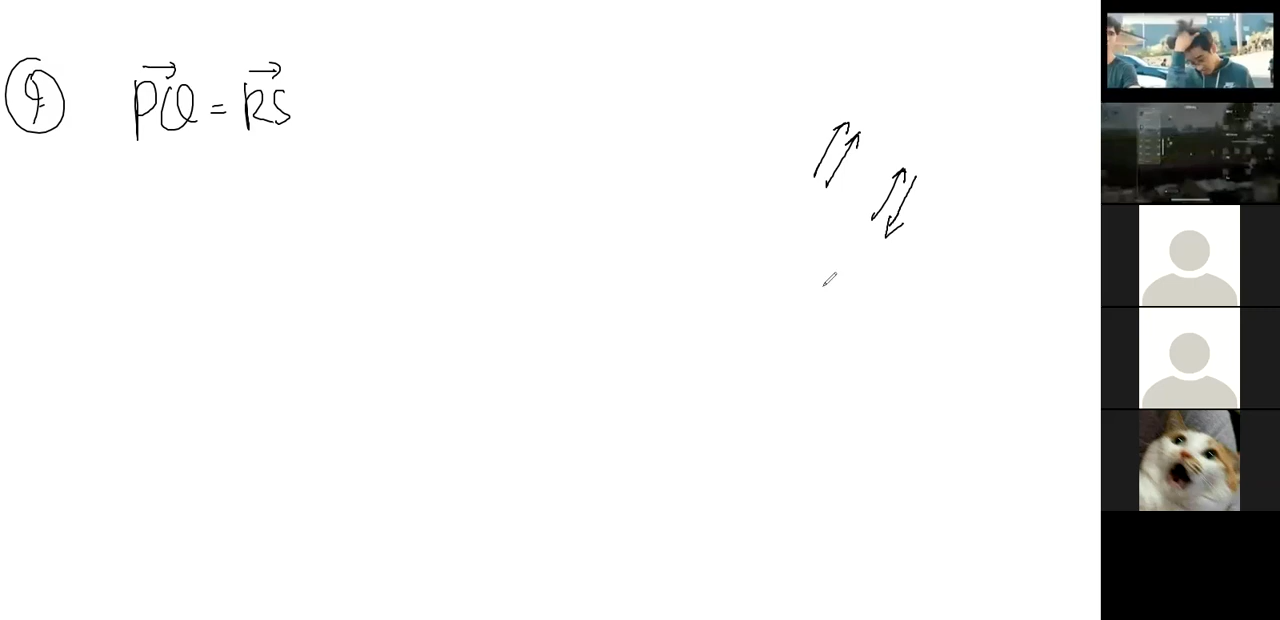 9 PQ = RS